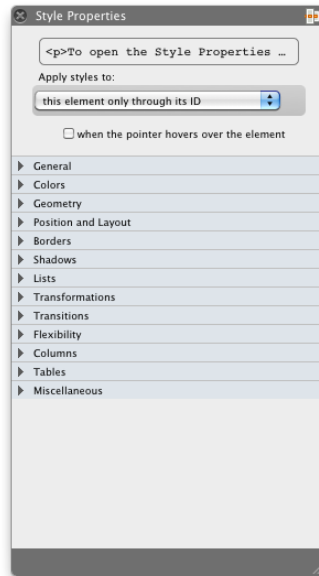 Style Properties
<p>To open the Style Properties …
Apply styles to:
this element only through its ID
when the pointer hovers over the element
General
Colors
Geometry
Position and Layout
Borders
Shadows
Lists
Transformations
Transitions
Flexibility
Columns
Tables
Miscellaneous